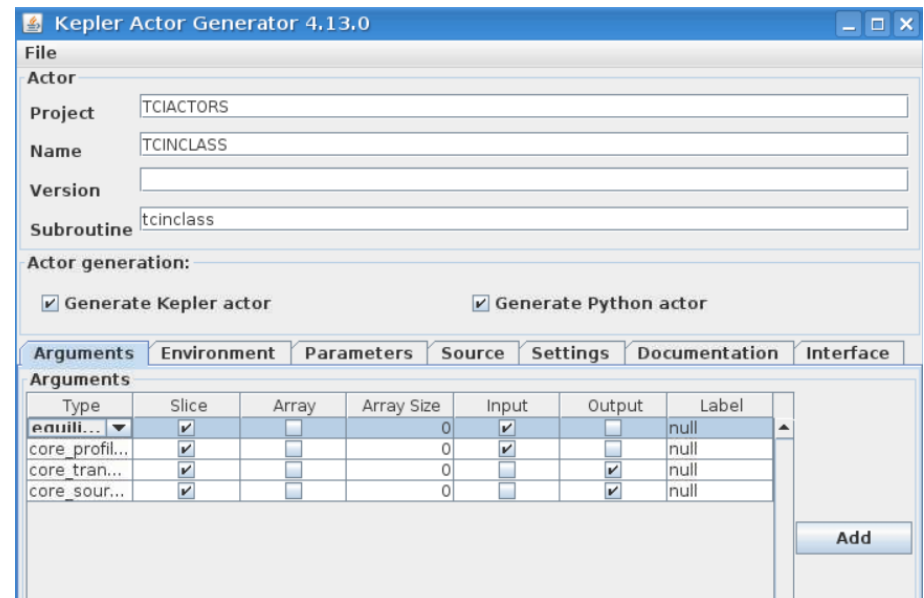 Kepler Actor Generator 4.13.0
File
Actor
Project TCIACTORS
Name TCINCLASS
Version
Subroutine tcinclass
Actor generation:
Generate Kepler actor Generate Python actor
Arguments Environment Parameters Source Settings Documentation Interface
Arguments
Type Slice Array Array Size Input Output Label
equili... 0 null
core_profil... 0 null
core_tran... 0 null
core_sour... 0 null
Add